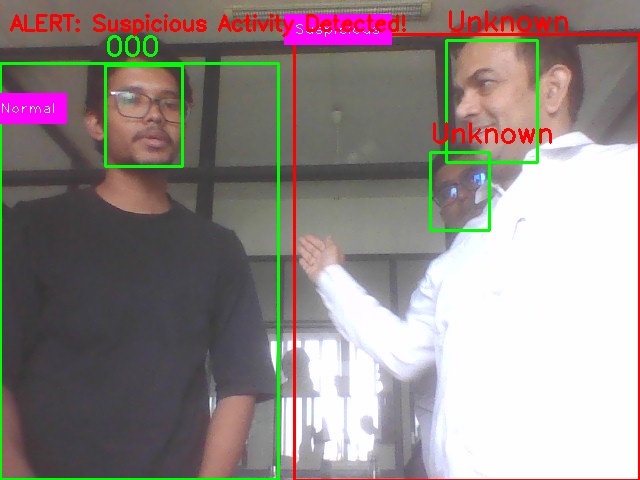 ALERT: Suspicious Activity Detected!
Unknown
Suspicious
000
Normal
Unknown